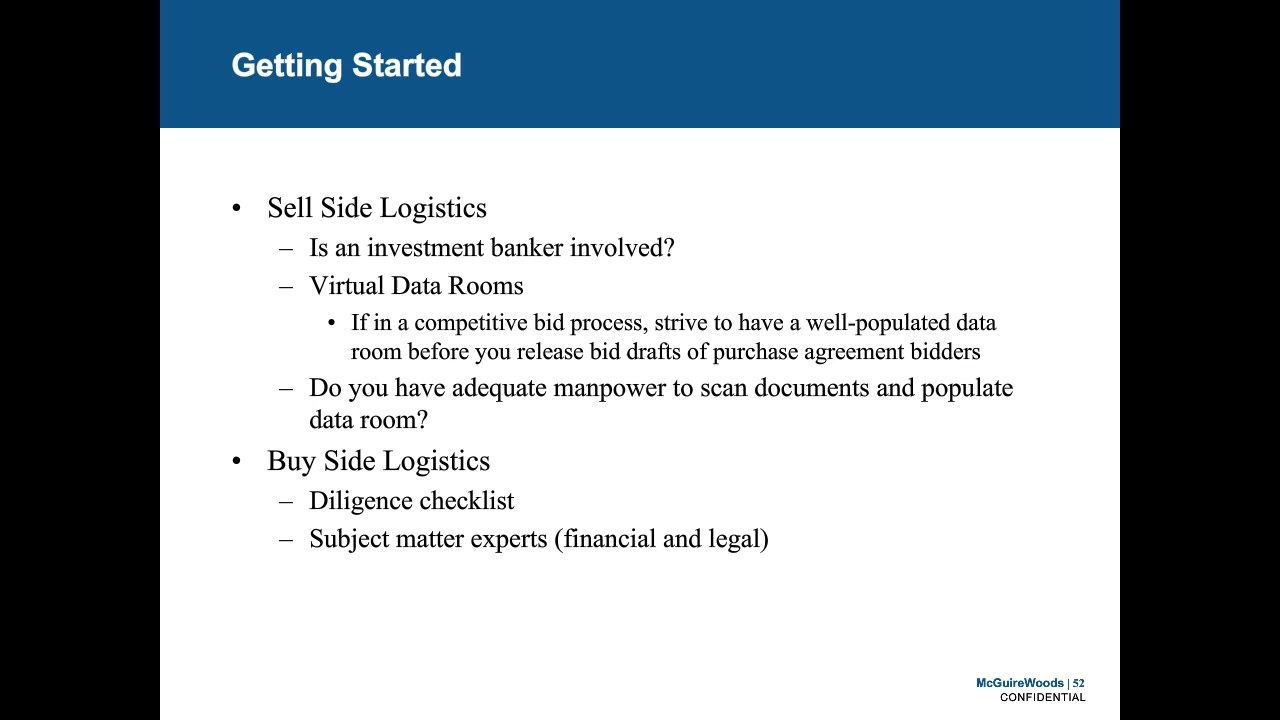 Getting Started
• Sell Side Logistics
– Is an investment banker involved?
– Virtual Data Rooms
• If in a competitive bid process, strive to have a well-populated data
room before you release bid drafts of purchase agreement bidders
– Do you have adequate manpower to scan documents and populate
data room?
• Buy Side Logistics
– Diligence checklist
– Subject matter experts (financial and legal)
McGuireWoods | 52
CONFIDENTIAL